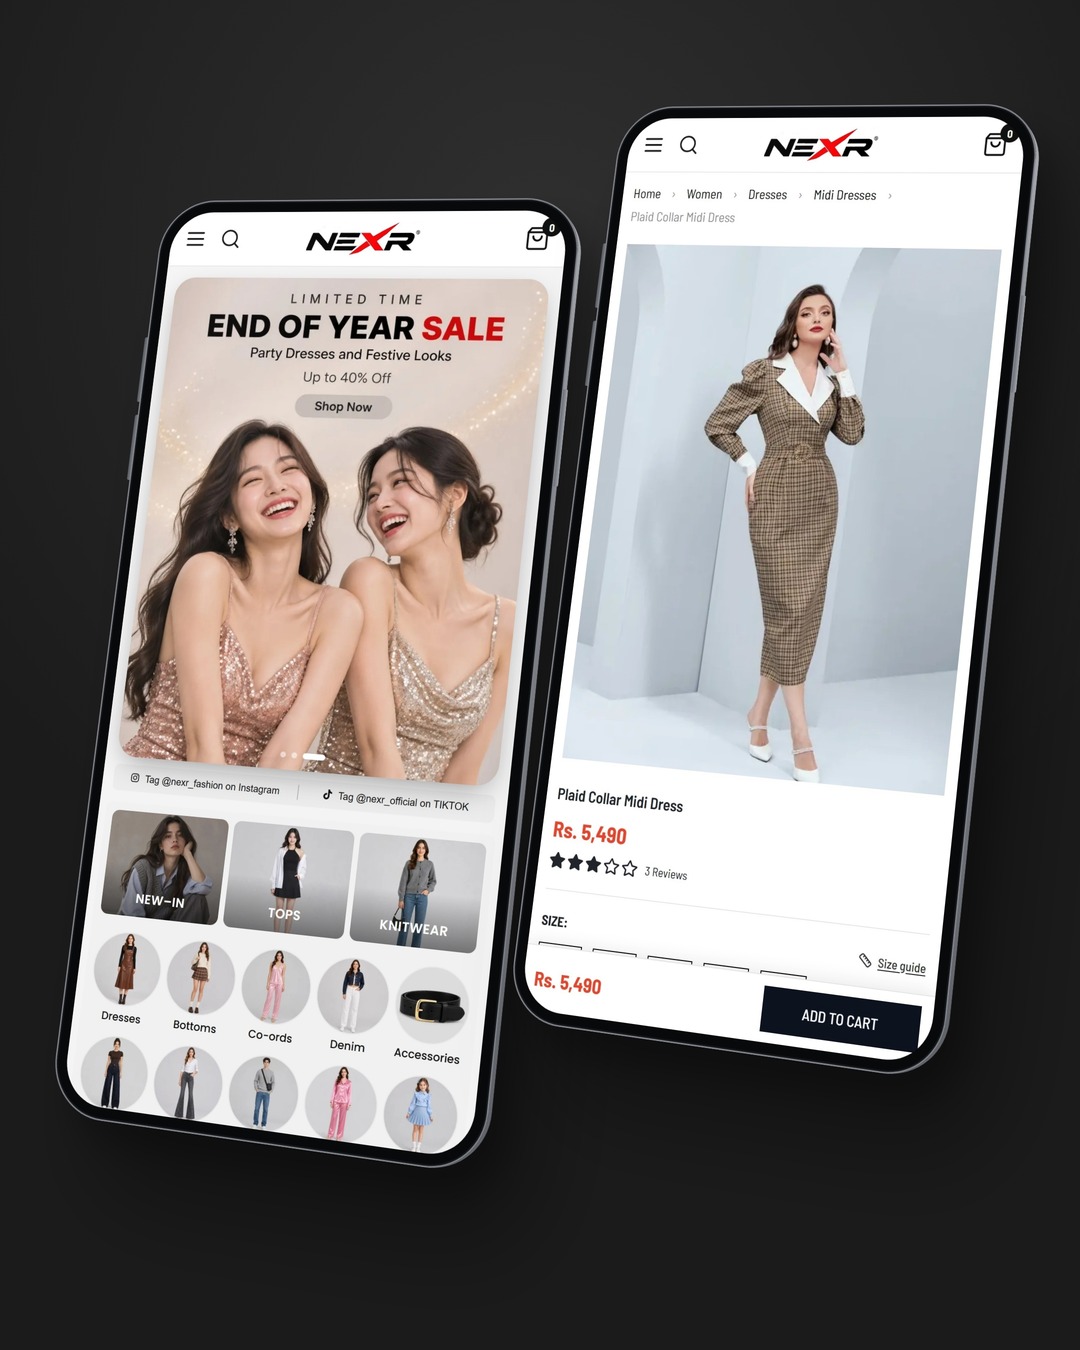 NEXR®
0
LIMITED TIME
END OF YEAR SALE
Party Dresses and Festive Looks
Up to 40% Off
Shop Now
Tag @nexr_fashion on Instagram
Tag @nexr_official on TIKTOK
NEW-IN
TOPS
KNITWEAR
Dresses
Bottoms
Co-ords
Denim
Accessories
NEXR®
0
Home › Women › Dresses › Midi Dresses ›
Plaid Collar Midi Dress
Plaid Collar Midi Dress
Rs. 5,490
3 Reviews
SIZE:
Size guide
Rs. 5,490
ADD TO CART